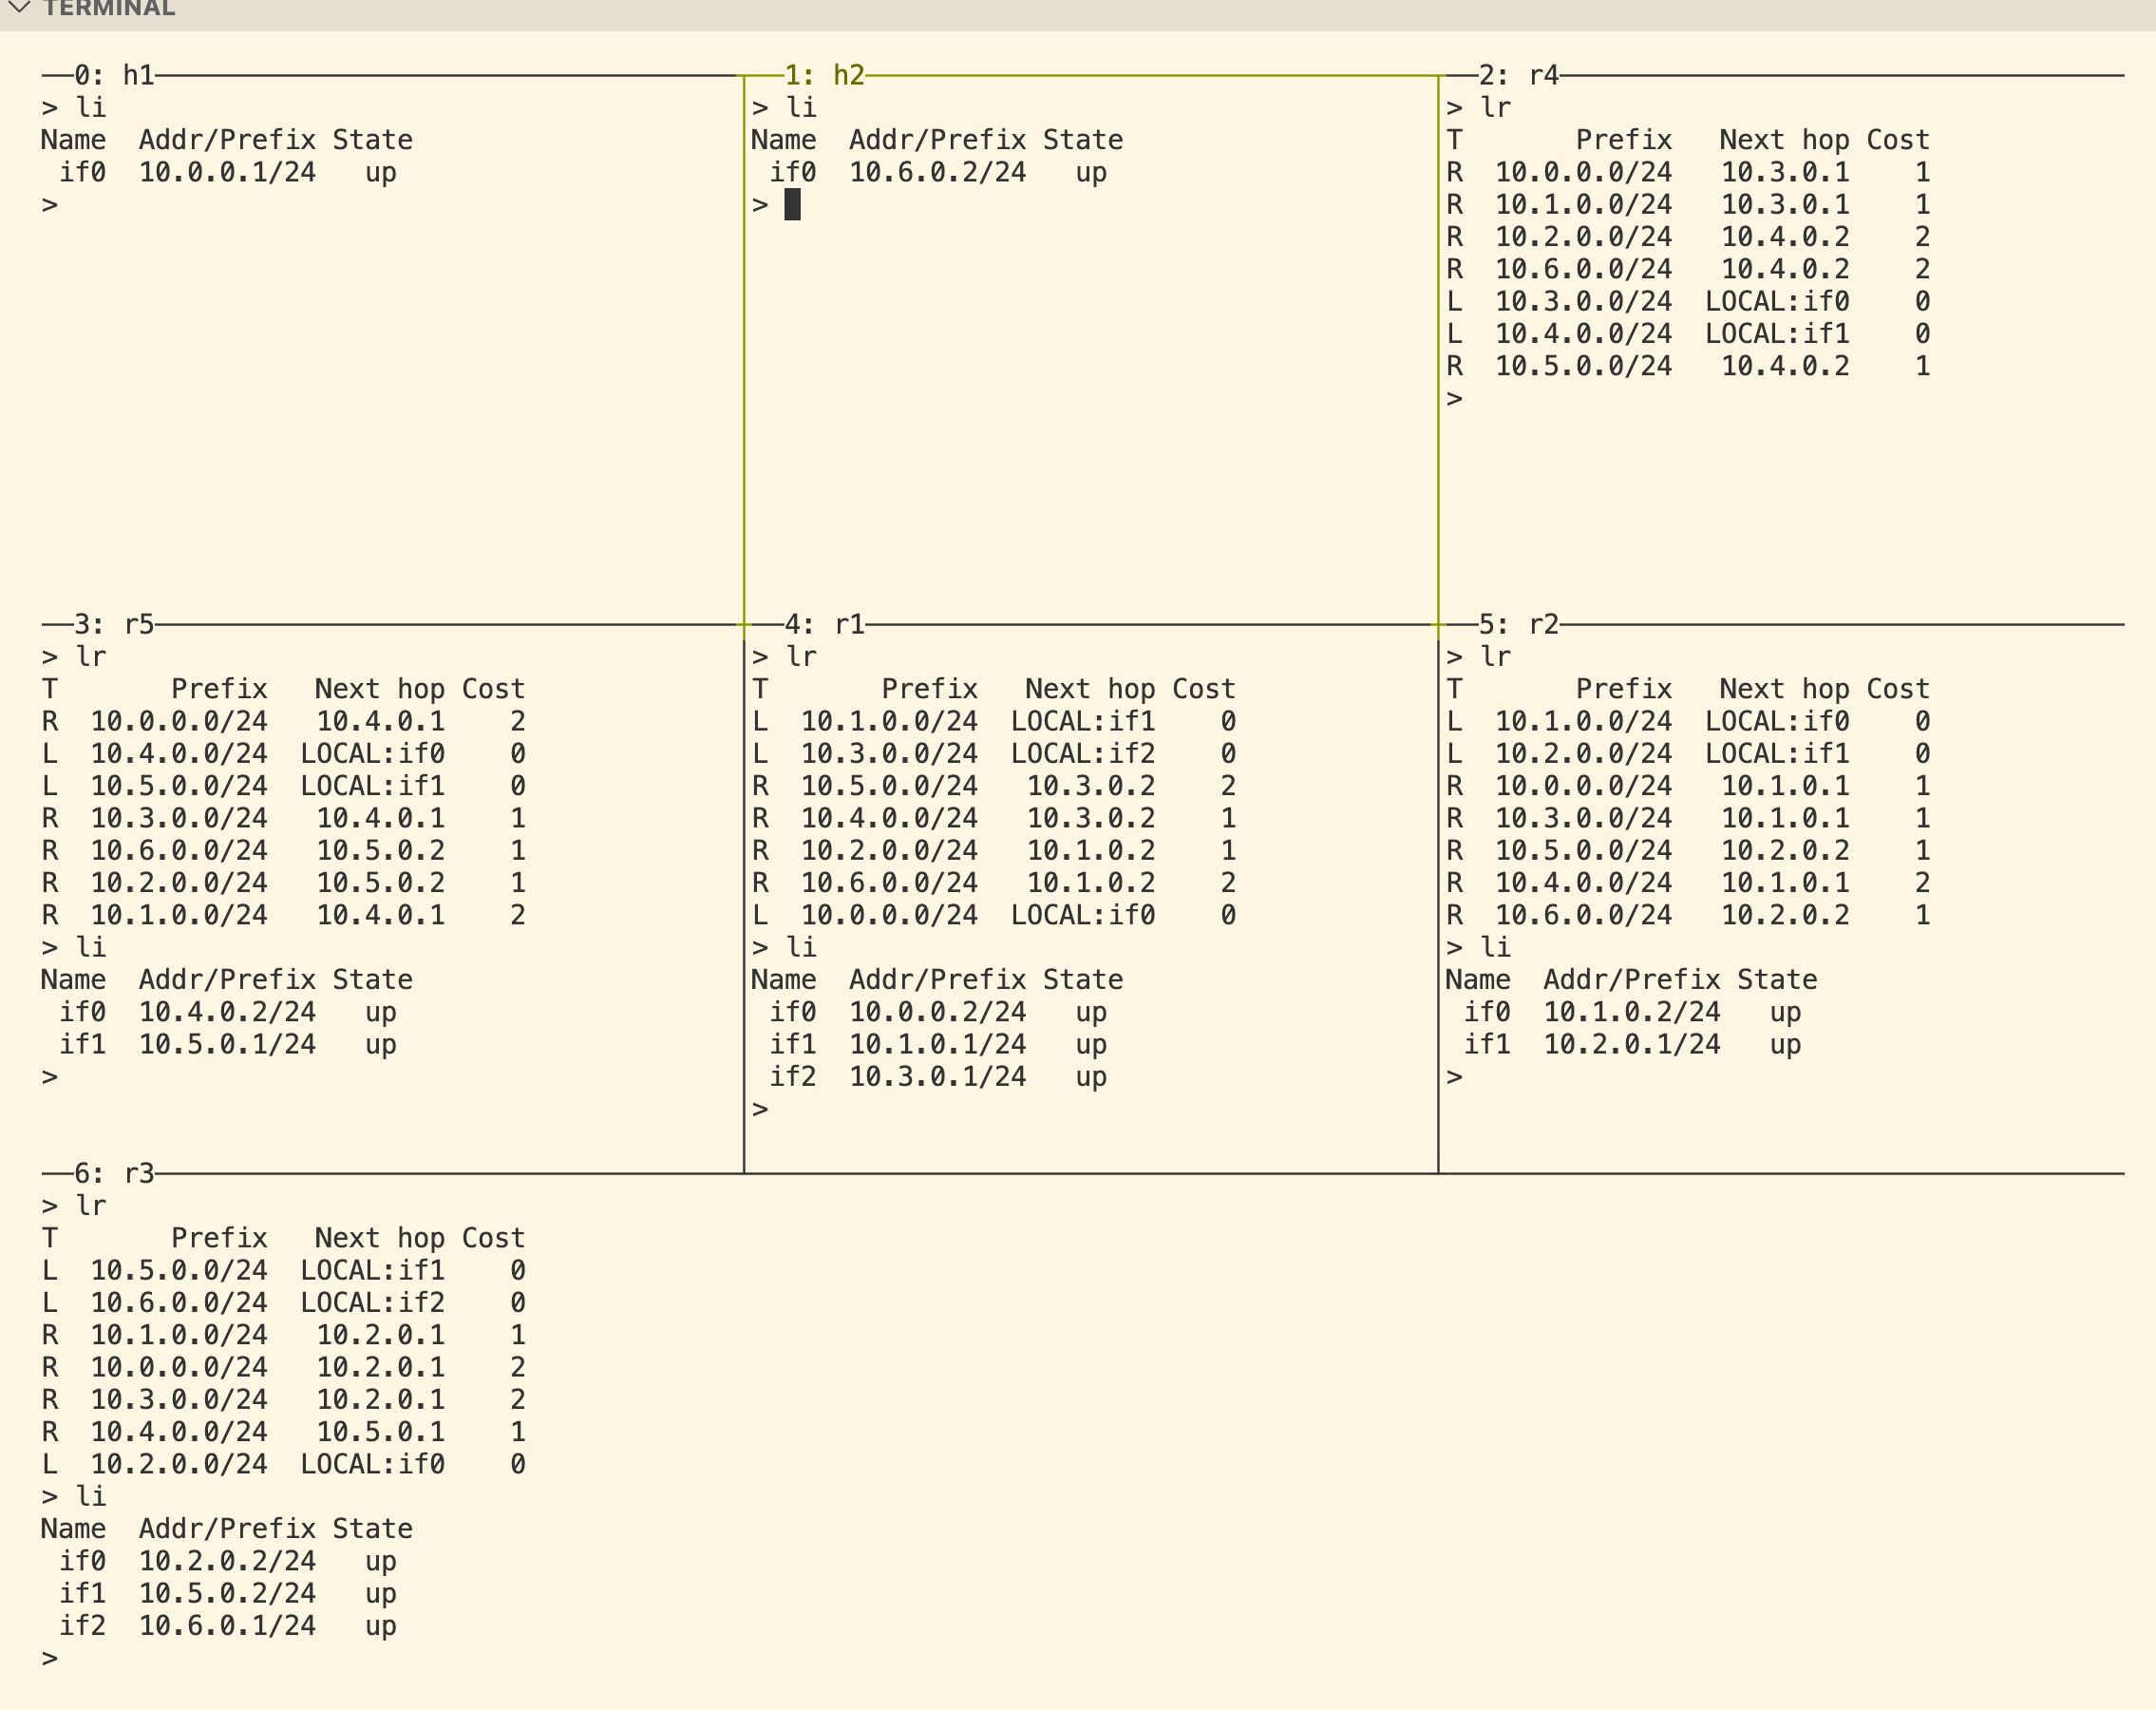 TERMINAL
0: h1
> li
Name  Addr/Prefix State
 if0  10.0.0.1/24   up
>
1: h2
> li
Name  Addr/Prefix State
 if0  10.6.0.2/24   up
>
2: r4
> lr
T       Prefix   Next hop Cost
R  10.0.0.0/24   10.3.0.1    1
R  10.1.0.0/24   10.3.0.1    1
R  10.2.0.0/24   10.4.0.2    2
R  10.6.0.0/24   10.4.0.2    2
L  10.3.0.0/24  LOCAL:if0    0
L  10.4.0.0/24  LOCAL:if1    0
R  10.5.0.0/24   10.4.0.2    1
>
3: r5
> lr
T       Prefix   Next hop Cost
R  10.0.0.0/24   10.4.0.1    2
L  10.4.0.0/24  LOCAL:if0    0
L  10.5.0.0/24  LOCAL:if1    0
R  10.3.0.0/24   10.4.0.1    1
R  10.6.0.0/24   10.5.0.2    1
R  10.2.0.0/24   10.5.0.2    1
R  10.1.0.0/24   10.4.0.1    2
> li
Name  Addr/Prefix State
 if0  10.4.0.2/24   up
 if1  10.5.0.1/24   up
>
4: r1
> lr
T       Prefix   Next hop Cost
L  10.1.0.0/24  LOCAL:if1    0
L  10.3.0.0/24  LOCAL:if2    0
R  10.5.0.0/24   10.3.0.2    2
R  10.4.0.0/24   10.3.0.2    1
R  10.2.0.0/24   10.1.0.2    1
R  10.6.0.0/24   10.1.0.2    2
L  10.0.0.0/24  LOCAL:if0    0
> li
Name  Addr/Prefix State
 if0  10.0.0.2/24   up
 if1  10.1.0.1/24   up
 if2  10.3.0.1/24   up
>
5: r2
> lr
T       Prefix   Next hop Cost
L  10.1.0.0/24  LOCAL:if0    0
L  10.2.0.0/24  LOCAL:if1    0
R  10.0.0.0/24   10.1.0.1    1
R  10.3.0.0/24   10.1.0.1    1
R  10.5.0.0/24   10.2.0.2    1
R  10.4.0.0/24   10.1.0.1    2
R  10.6.0.0/24   10.2.0.2    1
> li
Name  Addr/Prefix State
 if0  10.1.0.2/24   up
 if1  10.2.0.1/24   up
>
6: r3
> lr
T       Prefix   Next hop Cost
L  10.5.0.0/24  LOCAL:if1    0
L  10.6.0.0/24  LOCAL:if2    0
R  10.1.0.0/24   10.2.0.1    1
R  10.0.0.0/24   10.2.0.1    2
R  10.3.0.0/24   10.2.0.1    2
R  10.4.0.0/24   10.5.0.1    1
L  10.2.0.0/24  LOCAL:if0    0
> li
Name  Addr/Prefix State
 if0  10.2.0.2/24   up
 if1  10.5.0.2/24   up
 if2  10.6.0.1/24   up
>